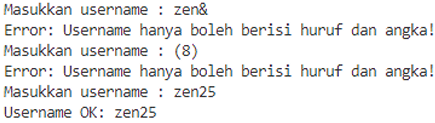 Masukkan username : zen&
Error: Username hanya boleh berisi huruf dan angka!
Masukkan username : (8)
Error: Username hanya boleh berisi huruf dan angka!
Masukkan username : zen25
Username OK: zen25